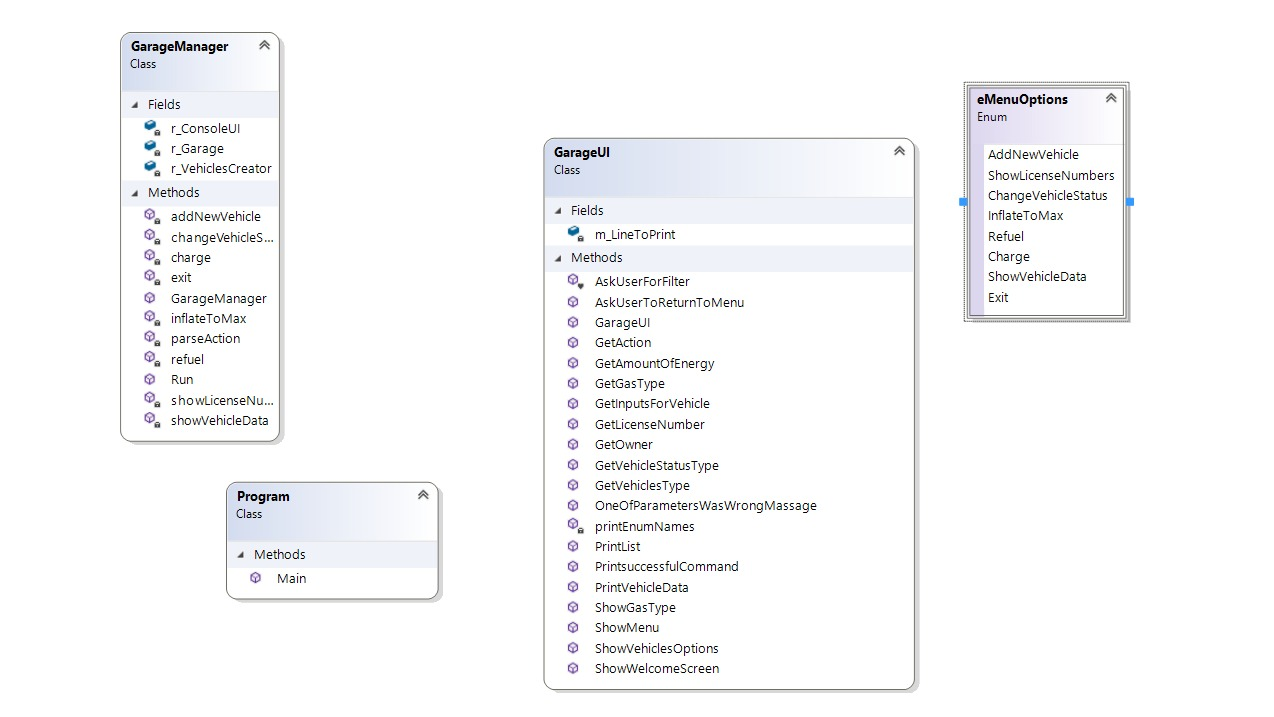 GarageManager
Class
Fields
r_ConsoleUI
r_Garage
r_VehiclesCreator
Methods
addNewVehicle
changeVehicleS...
charge
exit
GarageManager
inflateToMax
parseAction
refuel
Run
showLicenseNu...
showVehicleData
Program
Class
Methods
Main
GarageUI
Class
Fields
m_LineToPrint
Methods
AskUserForFilter
AskUserToReturnToMenu
GarageUI
GetAction
GetAmountOfEnergy
GetGasType
GetInputsForVehicle
GetLicenseNumber
GetOwner
GetVehicleStatusType
GetVehiclesType
OneOfParametersWasWrongMassage
printEnumNames
PrintList
PrintsuccessfulCommand
PrintVehicleData
ShowGasType
ShowMenu
ShowVehiclesOptions
ShowWelcomeScreen
eMenuOptions
Enum
AddNewVehicle
ShowLicenseNumbers
ChangeVehicleStatus
InflateToMax
Refuel
Charge
ShowVehicleData
Exit